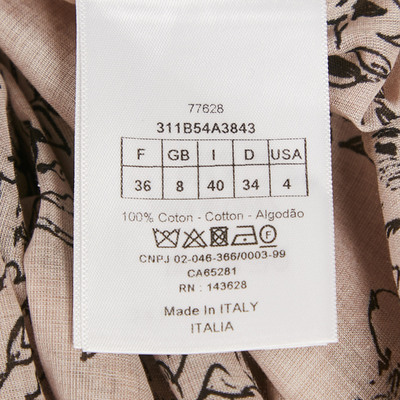 77628
311B54A3843
F GB I D USA
36 8 40 34 4
100% Coton - Cotton - Algodão
F
CNPJ 02-046-366/0003-99
CA65281
RN : 143628
Made In ITALY
ITALIA